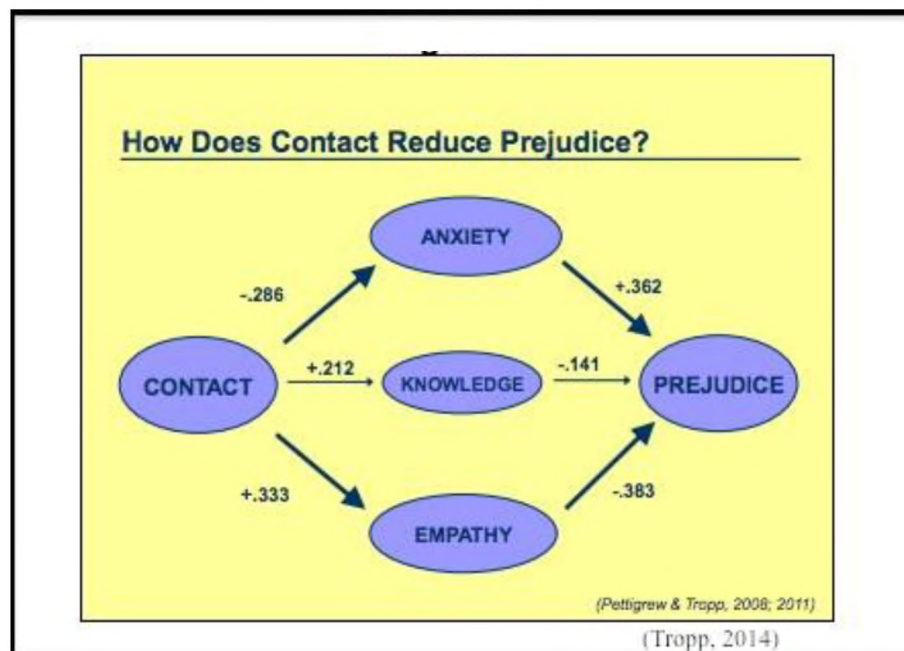 How Does Contact Reduce Prejudice?
ANXIETY
-.286
+.362
CONTACT
+.212
KNOWLEDGE
-.141
PREJUDICE
+.333
-.383
EMPATHY
(Pettigrew & Tropp, 2008; 2011)
(Tropp, 2014)